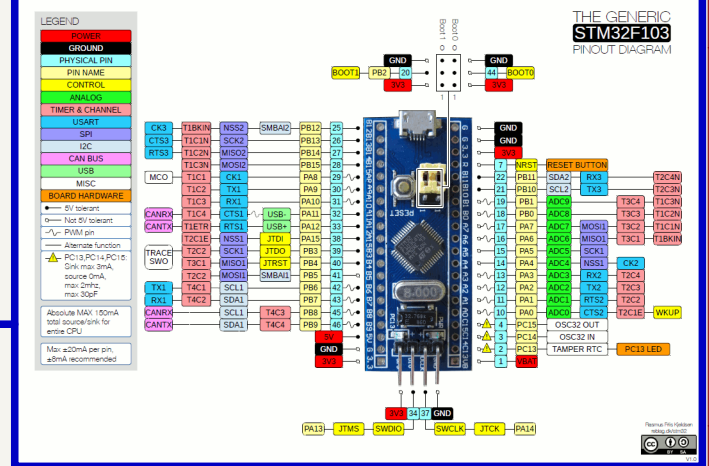 LEGEND
POWER
GROUND
PHYSICAL PIN
PIN NAME
CONTROL
ANALOG
TIMER & CHANNEL
USART
SPI
I2C
CAN BUS
USB
MISC
BOARD HARDWARE
5V tolerant
Not 5V tolerant
PWM pin
Alternate function
PC13,PC14,PC15:
Sink max 3mA,
source 0mA,
max 2mhz,
max 30pF
Absolute MAX 150mA
total source/sink for
entire CPU
Max ±20mA per pin,
±8mA recommended
THE GENERIC
STM32F103
PINOUT DIAGRAM
Boot 1 Boot 0
GND GND
BOOT1 PB2 20 44 BOOT0
3V3 3V3
1 1
GND
GND
3V3
CK3 T1BKIN NSS2 SMBAI2 PB12 25
CTS3 T1C1N SCK2 PB13 26
RTS3 T1C2N MISO2 PB14 27
T1C3N MOSI2 PB15 28
MCO T1C1 CK1 PA8 29
T1C2 TX1 PA9 30
T1C3 RX1 PA10 31
CANRX T1C4 CTS1 USB- PA11 32
CANTX T1ETR RTS1 USB+ PA12 33
T2C1E NSS1 JTDI PA15 38
TRACE SWO T2C2 SCK1 JTDO PB3 39
T3C1 MISO1 JTRST PB4 40
T2C2 MOSI1 SMBAI PB5 41
TX1 T4C1 SCL1 PB6 42
RX1 T4C2 SDA1 PB7 43
CANRX SCL1 T4C3 PB8 45
CANTX SDA1 T4C4 PB9 46
5V
GND
3V3
RESET
8.000
PC13
PWR
7 NRST RESET BUTTON
22 PB11 SDA2 RX3 T2C4N
21 PB10 SCL2 TX3 T2C3N
19 PB1 ADC9 T3C4 T1C3N
18 PB0 ADC8 T3C3 T1C2N
17 PA7 ADC7 MOSI1 T3C2 T1C1N
16 PA6 ADC6 MISO1 T3C1 T1BKIN
15 PA5 ADC5 SCK1
14 PA4 ADC4 NSS1 CK2
13 PA3 ADC3 RX2 T2C4
12 PA2 ADC2 TX2 T2C3
11 PA1 ADC1 RTS2 T2C2
10 PA0 ADC0 CTS2 T2C1E WKUP
4 PC15 OSC32 OUT
3 PC14 OSC32 IN
2 PC13 TAMPER RTC PC13 LED
1 VBAT
3V3 34 37 GND
PA13 JTMS SWDIO SWCLK JTCK PA14
cc BY SA
V1.0